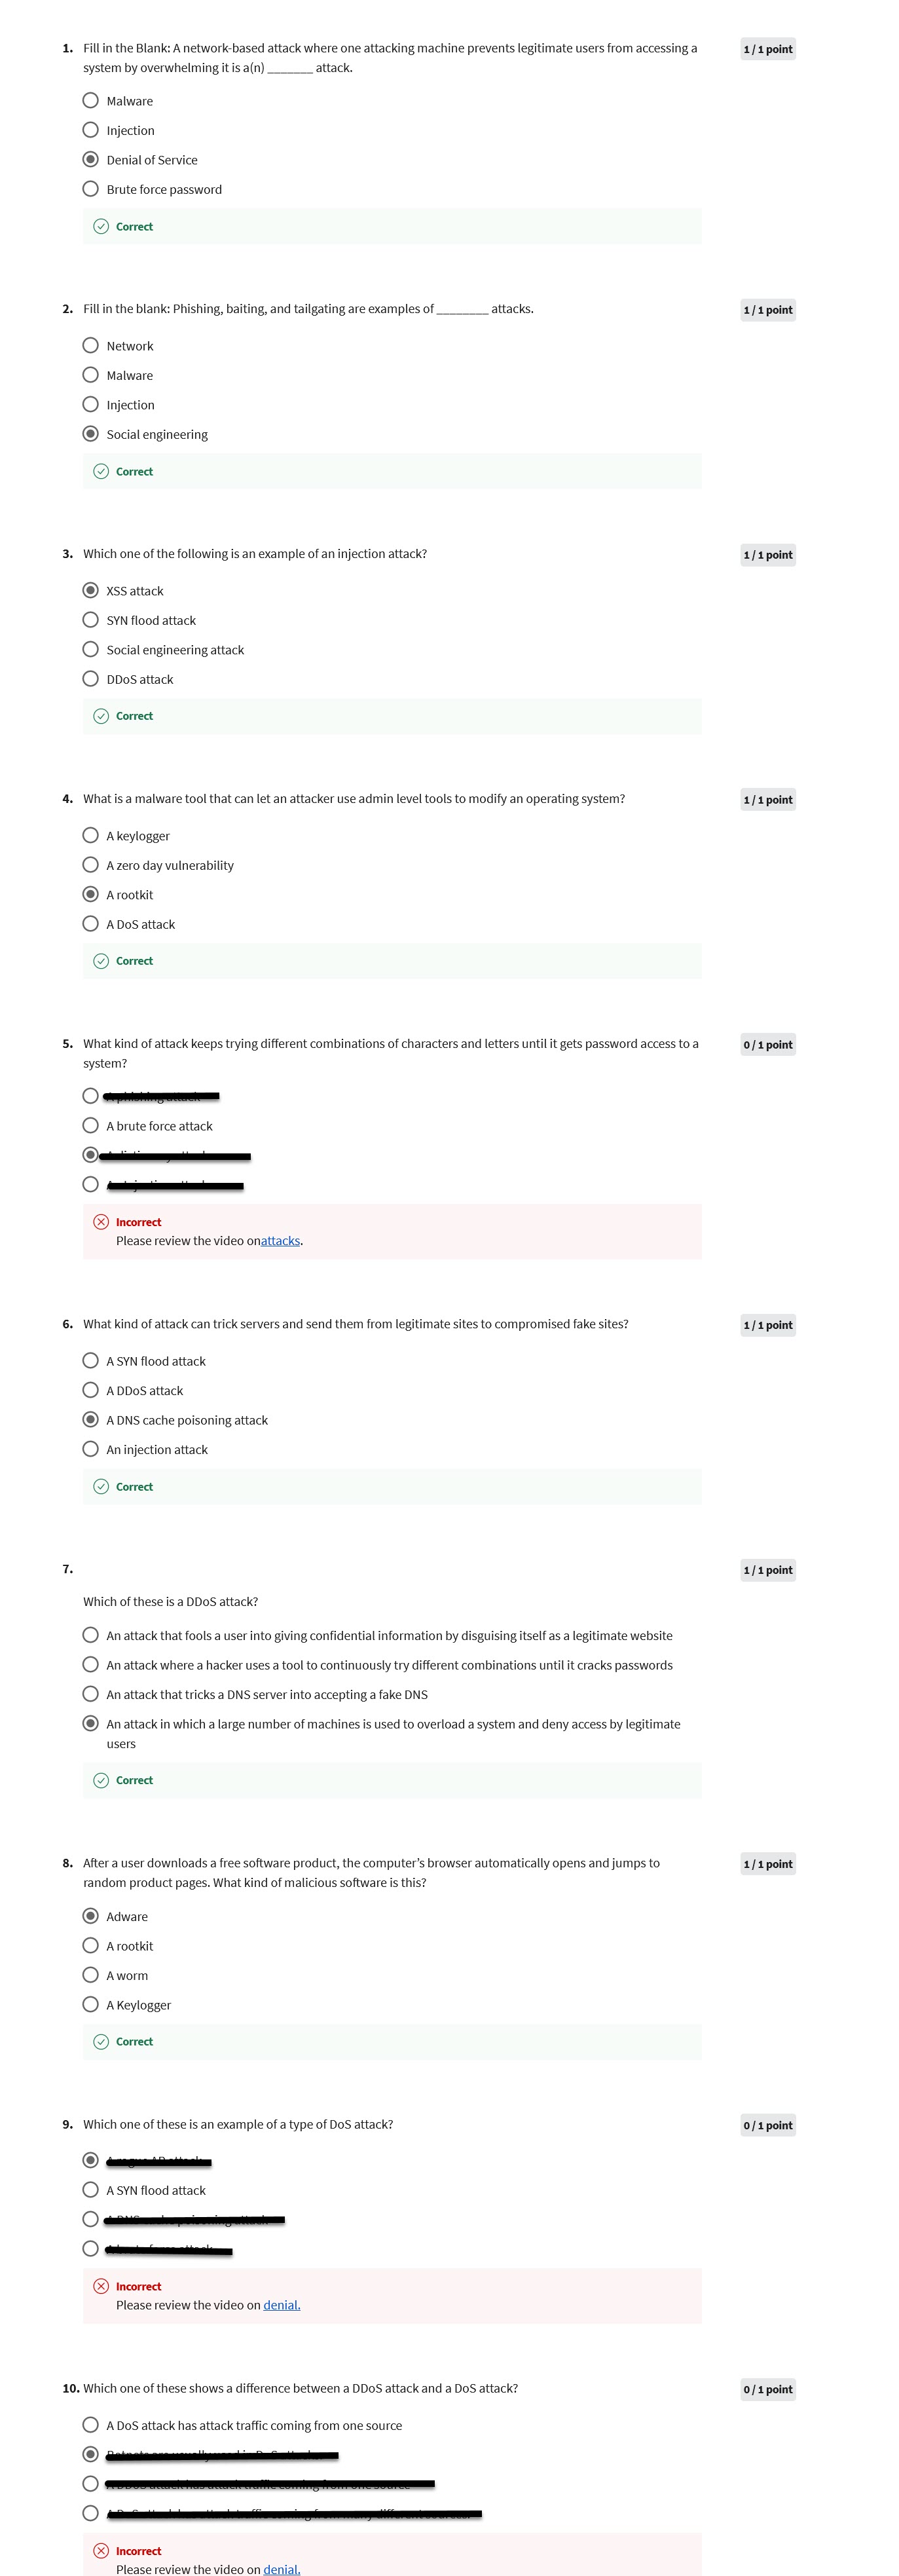 1. Fill in the Blank: A network-based attack where one attacking machine prevents legitimate users from accessing a 1 / 1 point
system by overwhelming it is a(n) _______ attack.
Malware
Injection
Denial of Service
Brute force password
Correct
2. Fill in the blank: Phishing, baiting, and tailgating are examples of ________ attacks. 1 / 1 point
Network
Malware
Injection
Social engineering
Correct
3. Which one of the following is an example of an injection attack? 1 / 1 point
XSS attack
SYN flood attack
Social engineering attack
DDoS attack
Correct
4. What is a malware tool that can let an attacker use admin level tools to modify an operating system? 1 / 1 point
A keylogger
A zero day vulnerability
A rootkit
A DoS attack
Correct
5. What kind of attack keeps trying different combinations of characters and letters until it gets password access to a 0 / 1 point
system?
A brute force attack
Incorrect
Please review the video onattacks.
6. What kind of attack can trick servers and send them from legitimate sites to compromised fake sites? 1 / 1 point
A SYN flood attack
A DDoS attack
A DNS cache poisoning attack
An injection attack
Correct
7. 1 / 1 point
Which of these is a DDoS attack?
An attack that fools a user into giving confidential information by disguising itself as a legitimate website
An attack where a hacker uses a tool to continuously try different combinations until it cracks passwords
An attack that tricks a DNS server into accepting a fake DNS
An attack in which a large number of machines is used to overload a system and deny access by legitimate
users
Correct
8. After a user downloads a free software product, the computer’s browser automatically opens and jumps to 1 / 1 point
random product pages. What kind of malicious software is this?
Adware
A rootkit
A worm
A Keylogger
Correct
9. Which one of these is an example of a type of DoS attack? 0 / 1 point
A SYN flood attack
Incorrect
Please review the video on denial.
10. Which one of these shows a difference between a DDoS attack and a DoS attack? 0 / 1 point
A DoS attack has attack traffic coming from one source
Incorrect
Please review the video on denial.